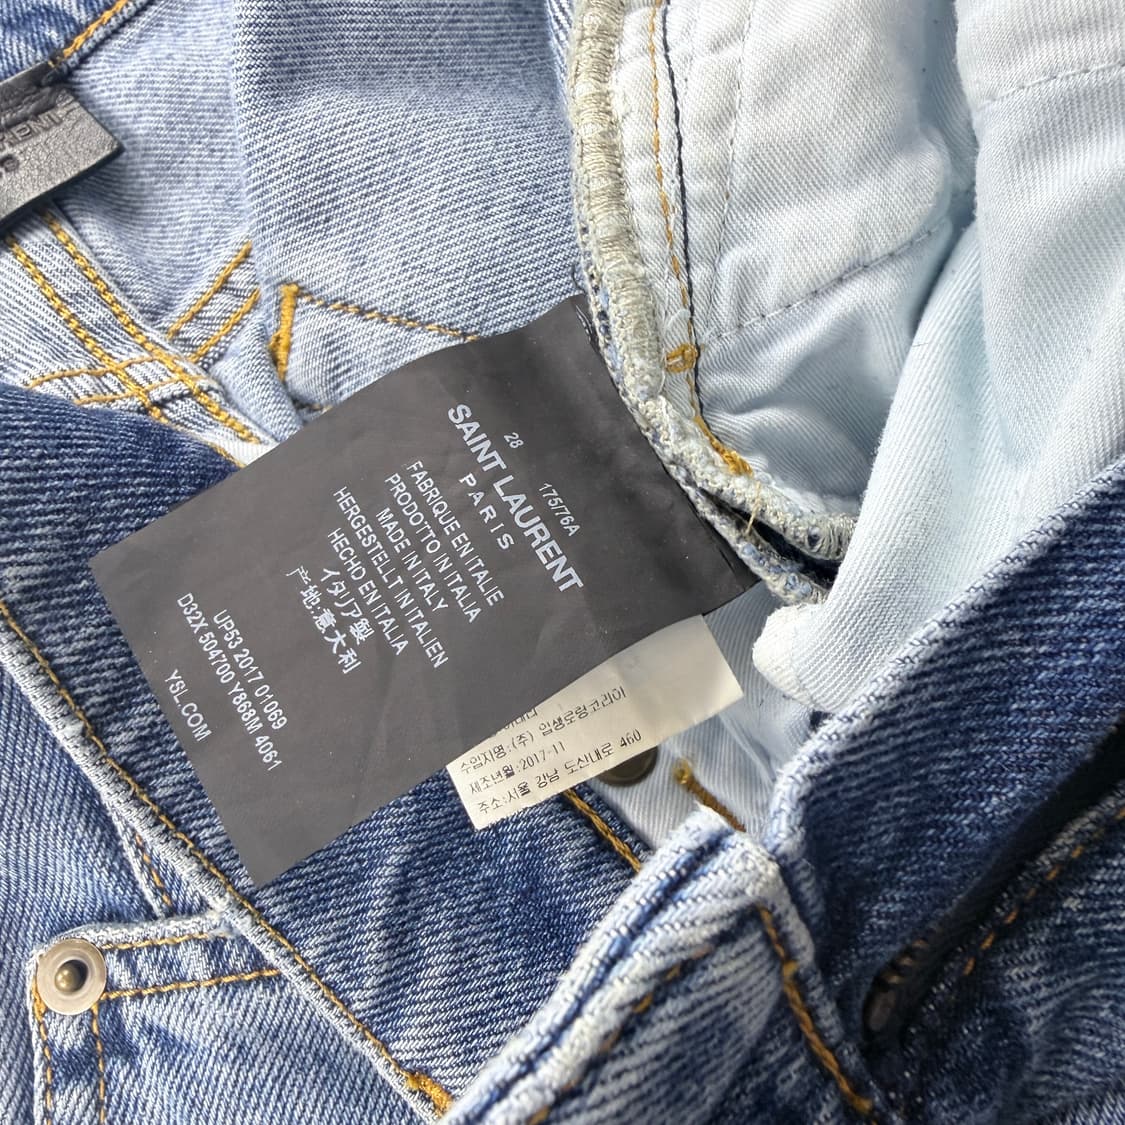 28 175/76A
SAINT LAURENT
PARIS
FABRIQUE EN ITALIE
PRODOTTO IN ITALIA
MADE IN ITALY
HERGESTELLT IN ITALIEN
HECHO EN ITALIA
イタリア製
产地:意大利
UP53 2017 01069
D32X 504700 Y868M 4061
YSL.COM
수입자명:(주) 입생로랑코리아
제조년월:2017-11
주소:서울 강남 도산대로 460